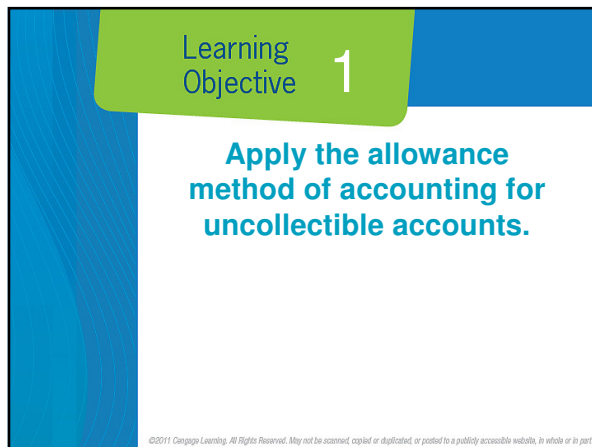 Learning
Objective 1
Apply the allowance
method of accounting for
uncollectible accounts.
©2011 Cengage Learning. All Rights Reserved. May not be scanned, copied or duplicated, or posted to a publicly accessible website, in whole or in part.